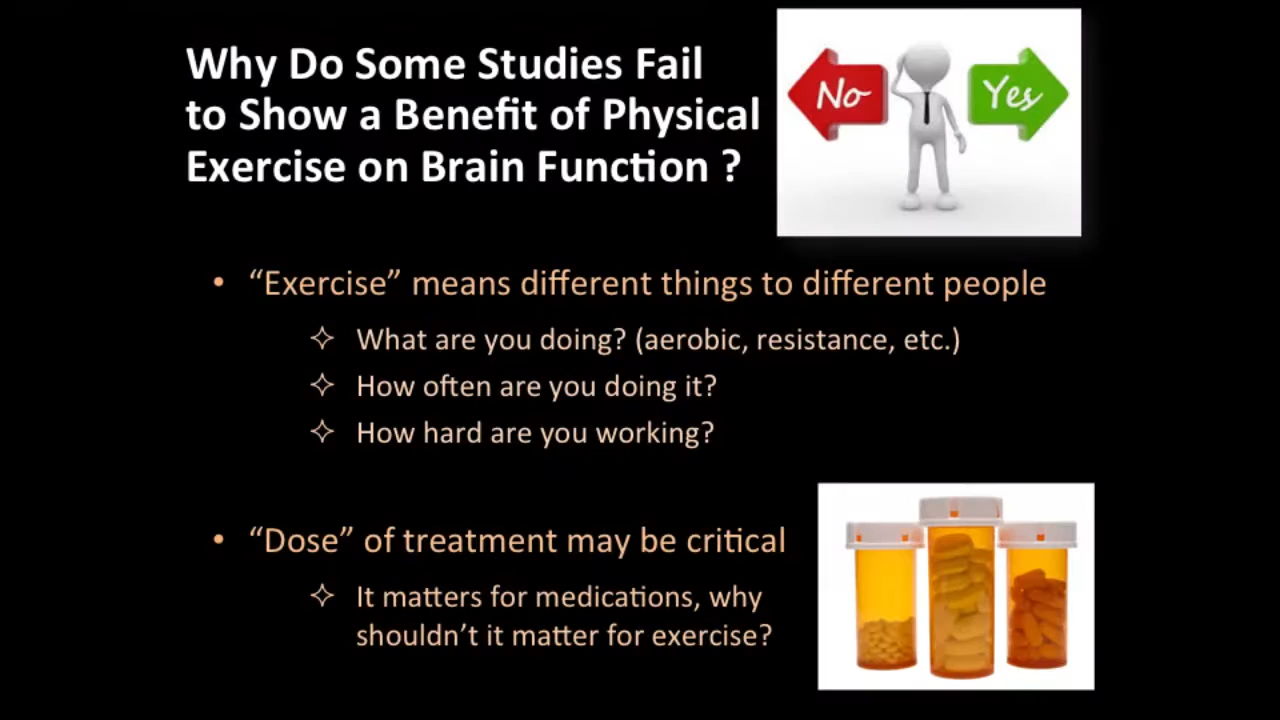 Why Do Some Studies Fail
to Show a Benefit of Physical
Exercise on Brain Function ?
No
Yes
• “Exercise” means different things to different people
✧ What are you doing? (aerobic, resistance, etc.)
✧ How often are you doing it?
✧ How hard are you working?
• “Dose” of treatment may be critical
✧ It matters for medications, why
shouldn’t it matter for exercise?